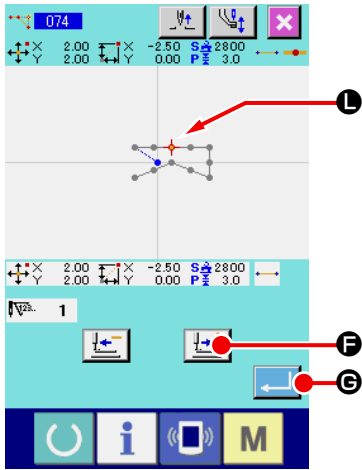 074
X 2.00 X -2.50 S 2800
Y 2.00 Y 0.00 P 3.0
L
X 2.00 X -2.50 S 2800
Y 2.00 Y 0.00 P 3.0
123.. 1
F
G
i M